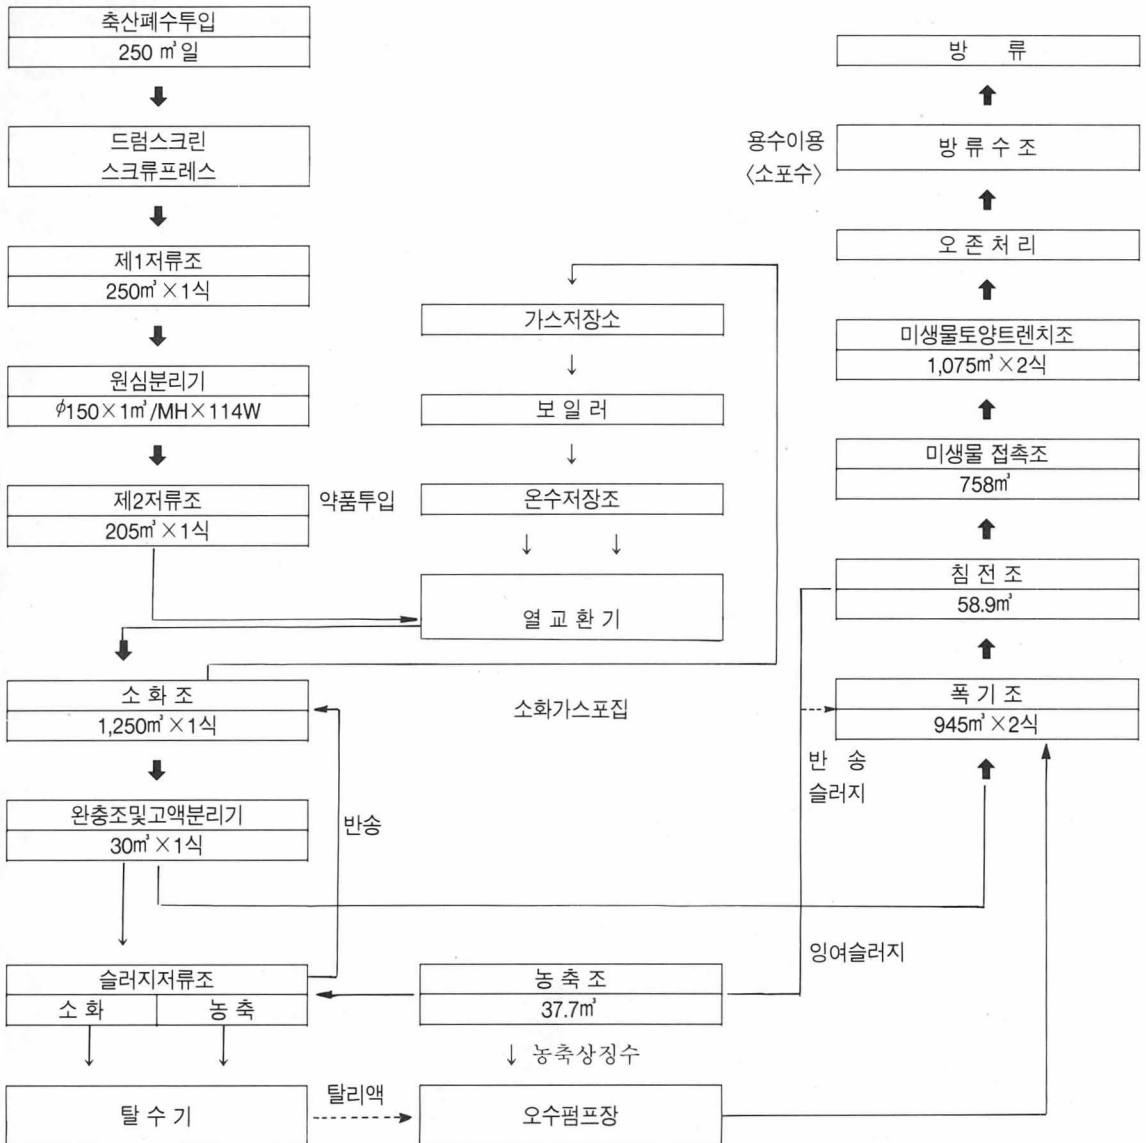 축산폐수투입
250 ㎥일
드럼스크린
스크류프레스
제1저류조
250㎥×1식
원심분리기
φ150×1㎥/MH×114W
제2저류조
205㎥×1식
약품투입
소 화 조
1,250㎥×1식
완충조및고액분리기
30㎥×1식
반송
슬러지저류조
소 화
농 축
탈 수 기
탈리액
가스저장소
보 일 러
온수저장조
열 교 환 기
소화가스포집
농 축 조
37.7㎥
농축상징수
오수펌프장
방 류
용수이용
〈소포수〉
방 류 수 조
오 존 처 리
미생물토양트렌치조
1,075㎥×2식
미생물 접촉조
758㎥
침 전 조
58.9㎥
폭 기 조
945㎥×2식
반 송
슬러지
잉여슬러지